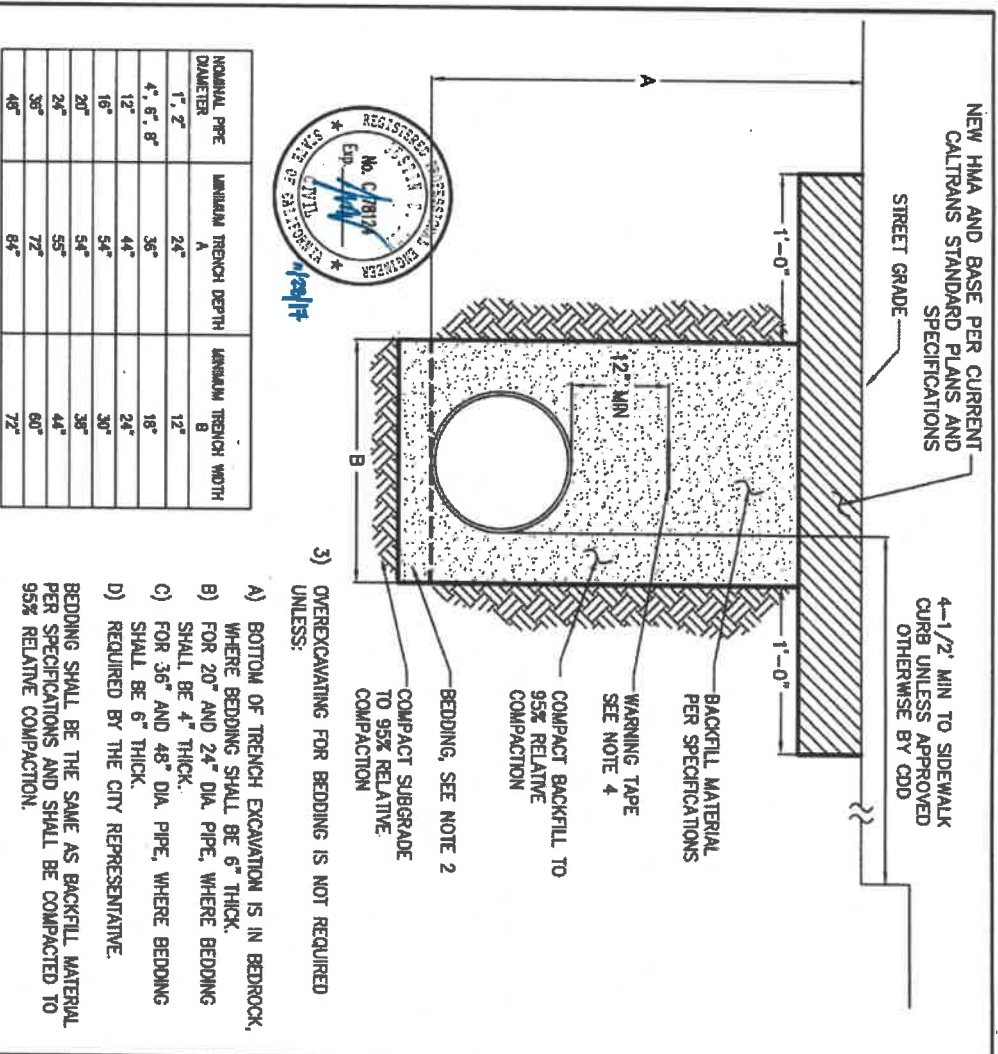 NEW HMA AND BASE PER CURRENT
CALTRANS STANDARD PLANS AND
SPECIFICATIONS
STREET GRADE
4-1/2' MIN TO SIDEWALK
CURB UNLESS APPROVED
OTHERWISE BY CDD
1'-0"
1'-0"
A
12" MIN
B
BACKFILL MATERIAL
PER SPECIFICATIONS
WARNING TAPE
SEE NOTE 4
COMPACT BACKFILL TO
95% RELATIVE
COMPACTION
BEDDING, SEE NOTE 2
COMPACT SUBGRADE
TO 95% RELATIVE
COMPACTION
REGISTERED PROFESSIONAL ENGINEER
No. C 78124
Exp.
CIVIL
STATE OF CALIFORNIA
NOMINAL PIPE DIAMETER MINIMUM TRENCH DEPTH A MINIMUM TRENCH WIDTH B
1", 2" 24" 12"
4", 6", 8" 36" 18"
12" 44" 24"
16" 54" 30"
20" 54" 38"
24" 55" 44"
36" 72" 60"
48" 84" 72"
3) OVEREXCAVATING FOR BEDDING IS NOT REQUIRED
UNLESS:
A) BOTTOM OF TRENCH EXCAVATION IS IN BEDROCK,
WHERE BEDDING SHALL BE 6" THICK.
B) FOR 20" AND 24" DIA. PIPE, WHERE BEDDING
SHALL BE 4" THICK.
C) FOR 36" AND 48" DIA. PIPE, WHERE BEDDING
SHALL BE 6" THICK.
D) REQUIRED BY THE CITY REPRESENTATIVE.
BEDDING SHALL BE THE SAME AS BACKFILL MATERIAL
PER SPECIFICATIONS AND SHALL BE COMPACTED TO
95% RELATIVE COMPACTION.